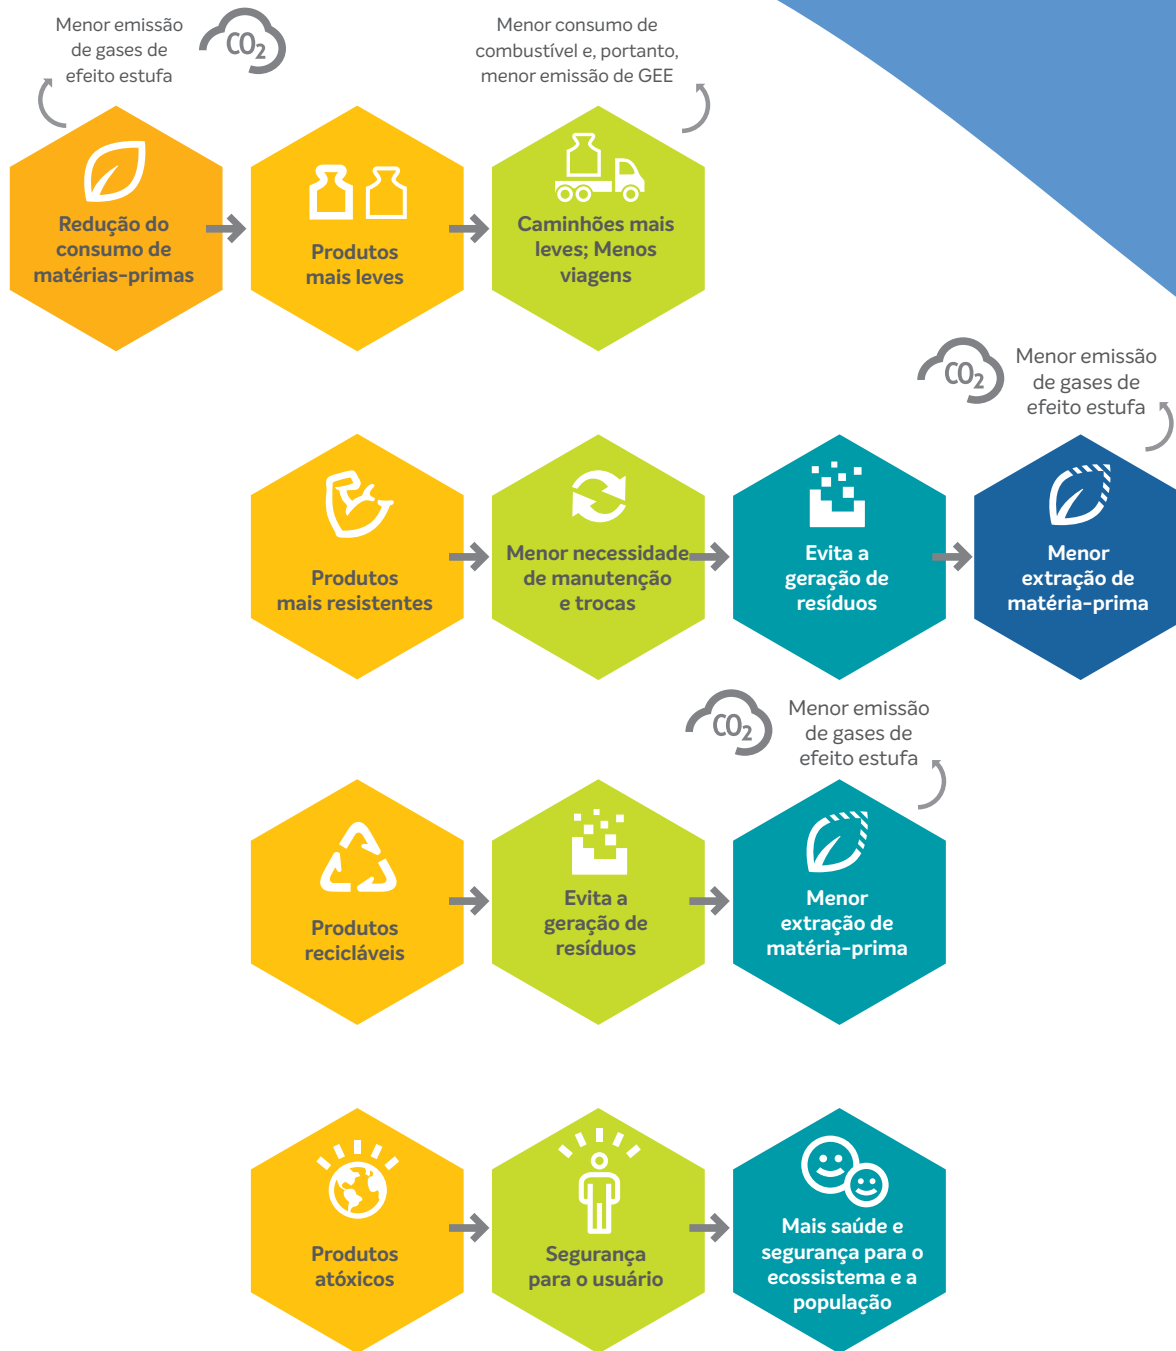 Menor emissão
de gases de
efeito estufa
CO2
Menor consumo de
combustível e, portanto,
menor emissão de GEE
Redução do
consumo de
matérias-primas
Produtos
mais leves
Caminhões mais
leves; Menos
viagens
CO2
Menor emissão
de gases de
efeito estufa
Produtos
mais resistentes
Menor necessidade
de manutenção
e trocas
Evita a
geração de
resíduos
Menor
extração de
matéria-prima
CO2
Menor emissão
de gases de
efeito estufa
Produtos
recicláveis
Evita a
geração de
resíduos
Menor
extração de
matéria-prima
Produtos
atóxicos
Segurança
para o usuário
Mais saúde e
segurança para o
ecossistema e a
população